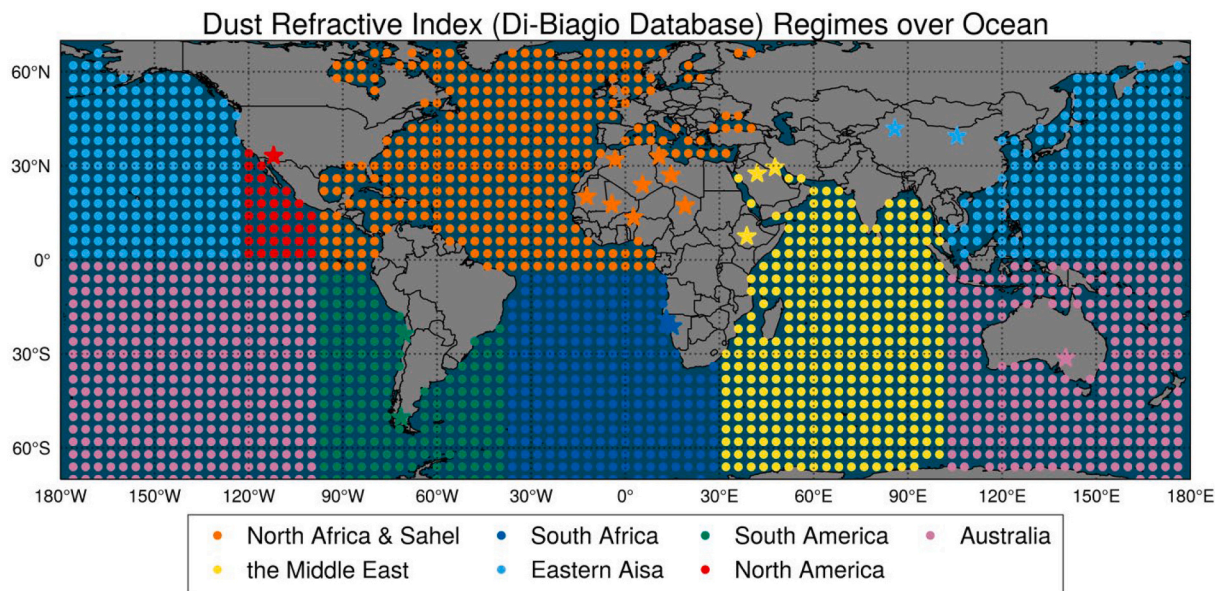 Dust Refractive Index (Di-Biagio Database) Regimes over Ocean
60°N
30°N
0°
30°S
60°S
180°W 150°W 120°W 90°W 60°W 30°W 0° 30°E 60°E 90°E 120°E 150°E 180°E
North Africa & Sahel South Africa South America Australia
the Middle East Eastern Aisa North America